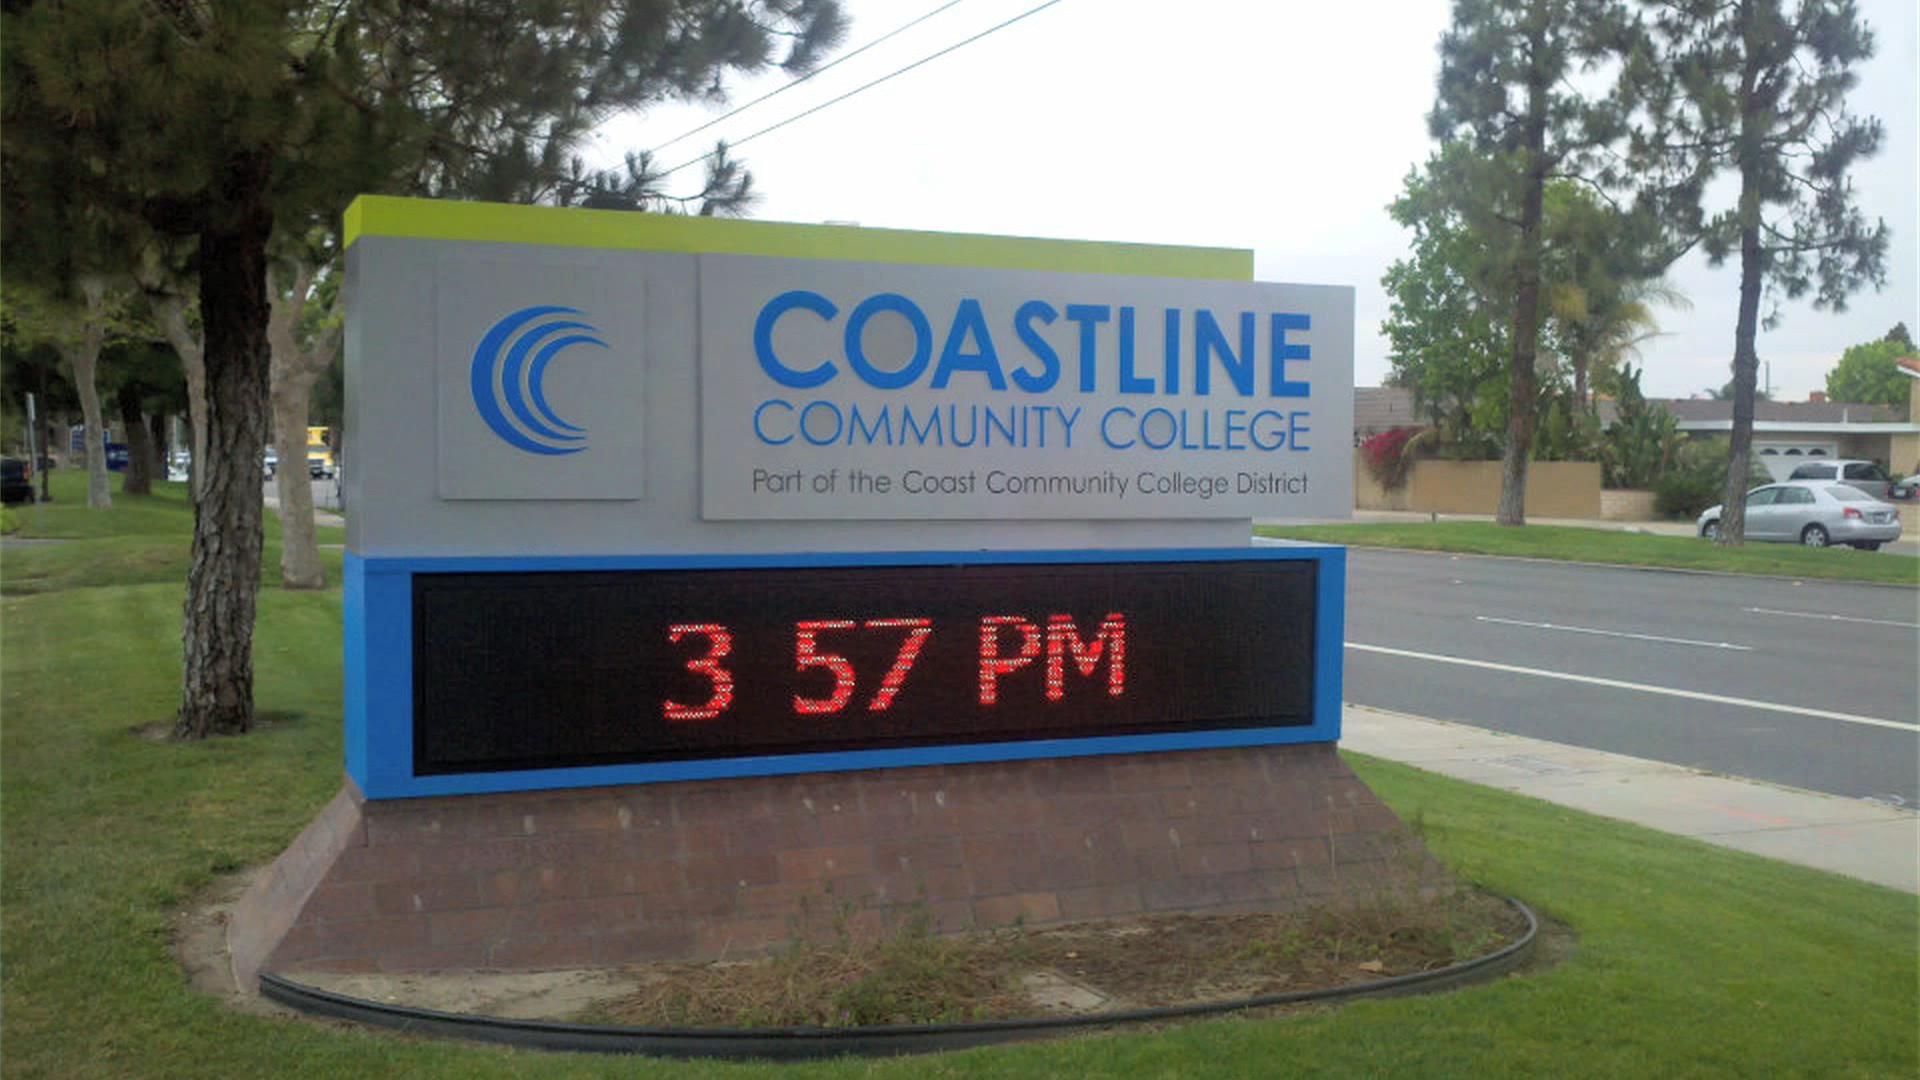 COASTLINE
COMMUNITY COLLEGE
Part of the Coast Community College District
3 57 PM